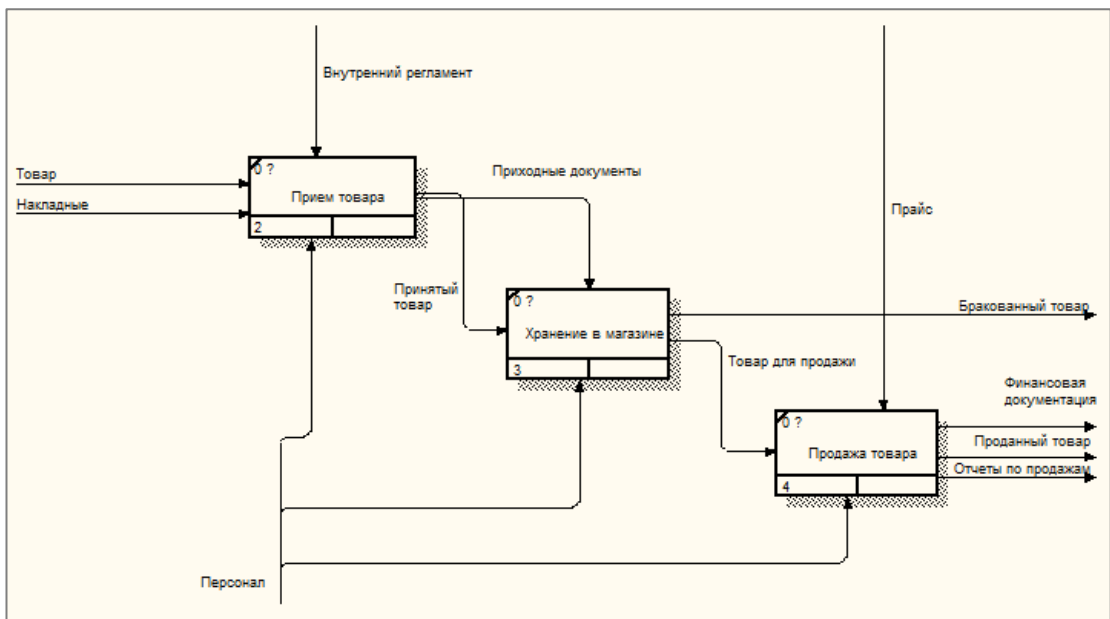 Внутренний регламент
Товар
Накладные
0 ?
Прием товара
2
Приходные документы
Прайс
Принятый
товар
0 ?
Хранение в магазине
3
Бракованный товар
Товар для продажи
0 ?
Продажа товара
4
Финансовая
документация
Проданный товар
Отчеты по продажам
Персонал